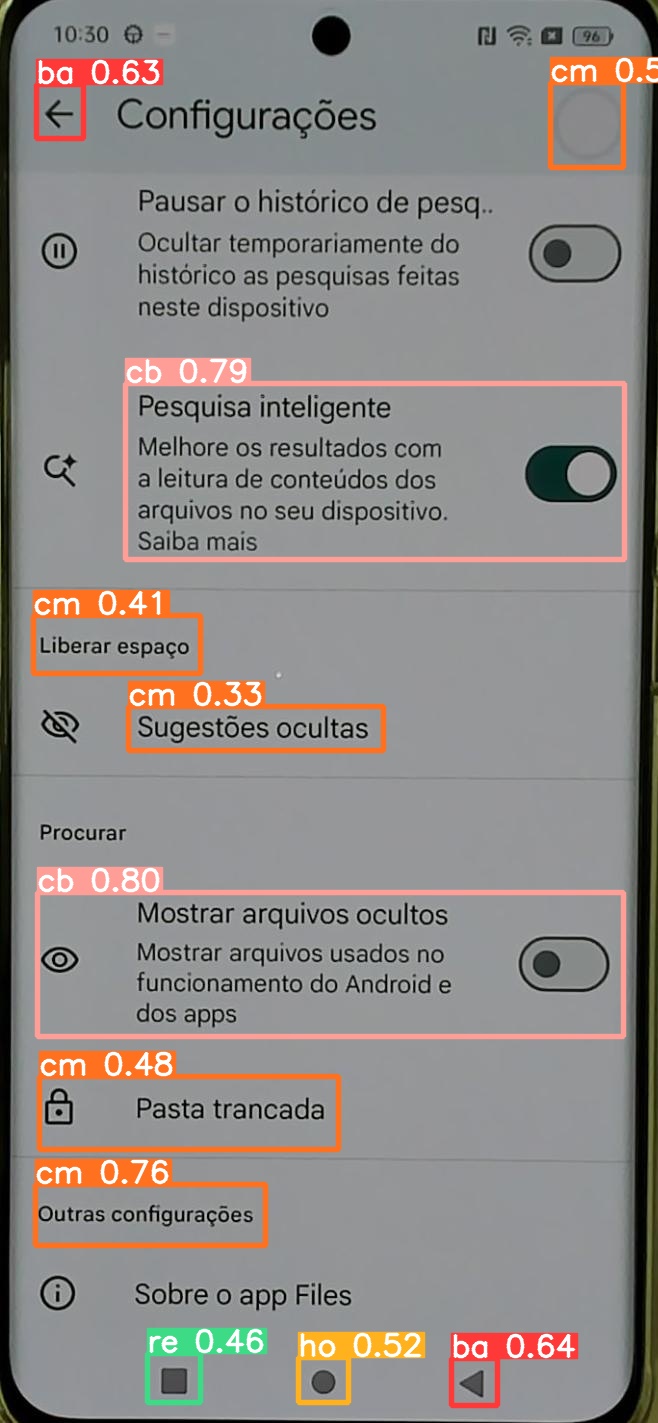 10:30
96
ba 0.63
cm 0.5
Configurações
Pausar o histórico de pesq..
Ocultar temporariamente do
histórico as pesquisas feitas
neste dispositivo
cb 0.79
Pesquisa inteligente
Melhore os resultados com
a leitura de conteúdos dos
arquivos no seu dispositivo.
Saiba mais
cm 0.41
Liberar espaço
cm 0.33
Sugestões ocultas
Procurar
cb 0.80
Mostrar arquivos ocultos
Mostrar arquivos usados no
funcionamento do Android e
dos apps
cm 0.48
Pasta trancada
cm 0.76
Outras configurações
Sobre o app Files
re 0.46
ho 0.52
ba 0.64